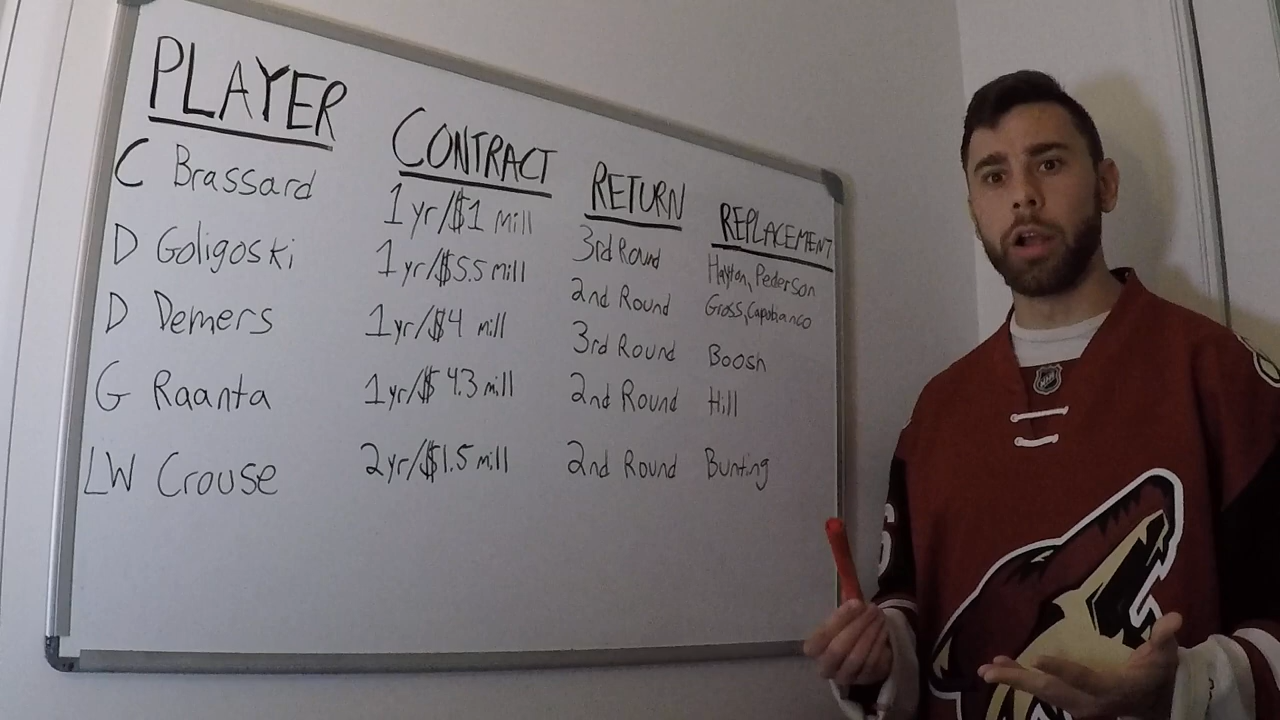 PLAYER CONTRACT RETURN REPLACEMENT
C Brassard 1 yr/$1 mill 3rd Round Hayton, Pederson
D Goligoski 1 yr/$5.5 mill 2nd Round Gross, Capobianco
D Demers 1 yr/$4 mill 3rd Round Boosh
G Raanta 1 yr/$4.3 mill 2nd Round Hill
LW Crouse 2 yr/$1.5 mill 2nd Round Bunting
NHL
6